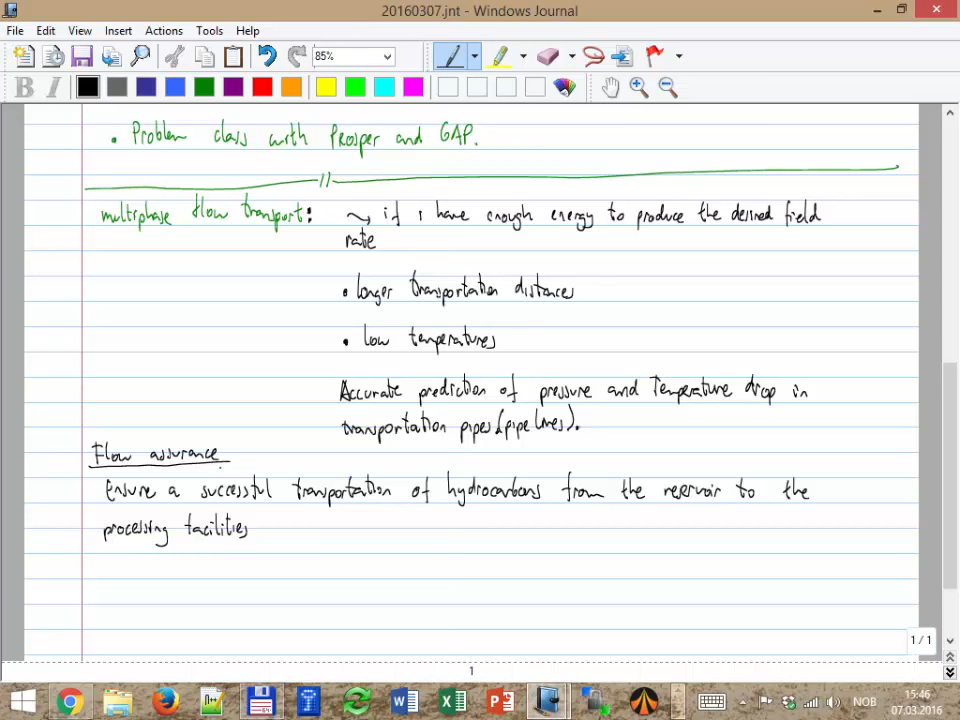 20160307.jnt - Windows Journal
File Edit View Insert Actions Tools Help
85%
B I
• Problem class with Prosper and GAP.
multiphase flow transport: ⤳ if I have enough energy to produce the desired field
rate
• longer transportation distances
• low temperatures
Accurate prediction of pressure and Temperature drop in
transportation pipes (pipe lines).
Flow assurance
Ensure a successful transportation of hydrocarbons from the reservoir to the
processing facilities
1 / 1
1
NOB
15:46
07.03.2016